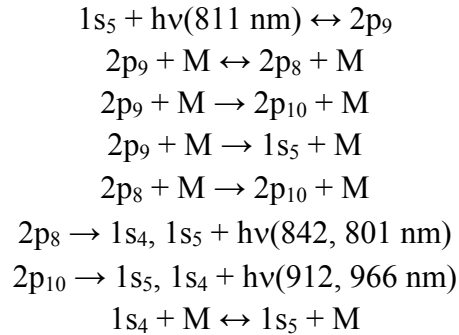 1s₅ + hν(811 nm) ↔ 2p₉
2p₉ + M ↔ 2p₈ + M
2p₉ + M → 2p₁₀ + M
2p₉ + M → 1s₅ + M
2p₈ + M → 2p₁₀ + M
2p₈ → 1s₄, 1s₅ + hν(842, 801 nm)
2p₁₀ → 1s₅, 1s₄ + hν(912, 966 nm)
1s₄ + M ↔ 1s₅ + M